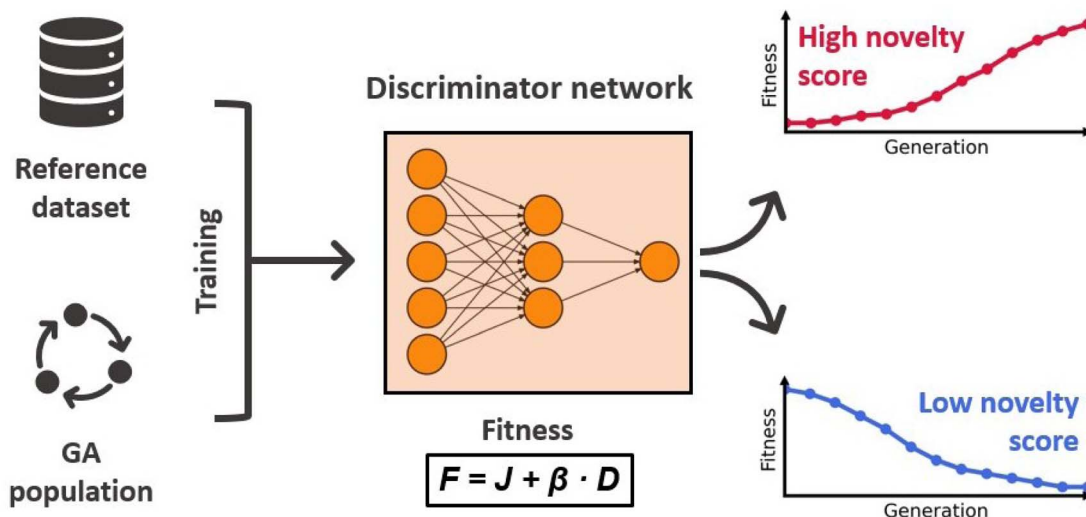 Reference
dataset
GA
population
Training
Discriminator network
Fitness
F = J + β · D
High novelty
score
Fitness
Generation
Low novelty
score
Fitness
Generation